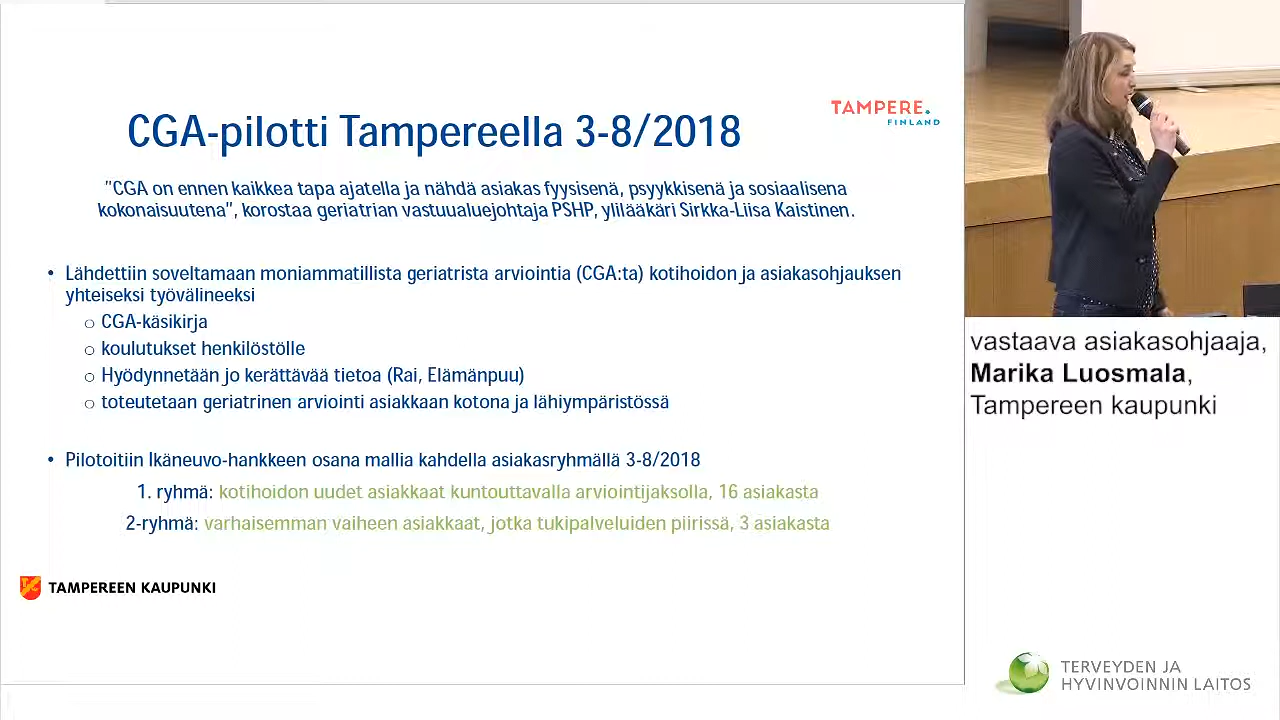 CGA-pilotti Tampereella 3-8/2018
TAMPERE.
FINLAND
"CGA on ennen kaikkea tapa ajatella ja nähdä asiakas fyysisenä, psyykkisenä ja sosiaalisena
kokonaisuutena", korostaa geriatrian vastuualuejohtaja PSHP, ylilääkäri Sirkka-Liisa Kaistinen.
• Lähdettiin soveltamaan moniammatillista geriatrista arviointia (CGA:ta) kotihoidon ja asiakasohjauksen
yhteiseksi työvälineeksi
o CGA-käsikirja
o koulutukset henkilöstölle
o Hyödynnetään jo kerättävää tietoa (Rai, Elämänpuu)
o toteutetaan geriatrinen arviointi asiakkaan kotona ja lähiympäristössä
• Pilotoitiin Ikäneuvo-hankkeen osana mallia kahdella asiakasryhmällä 3-8/2018
1. ryhmä: kotihoidon uudet asiakkaat kuntouttavalla arviointijaksolla, 16 asiakasta
2-ryhmä: varhaisemman vaiheen asiakkaat, jotka tukipalveluiden piirissä, 3 asiakasta
TAMPEREEN KAUPUNKI
vastaava asiakasohjaaja,
Marika Luosmala,
Tampereen kaupunki
TERVEYDEN JA
HYVINVOINNIN LAITOS